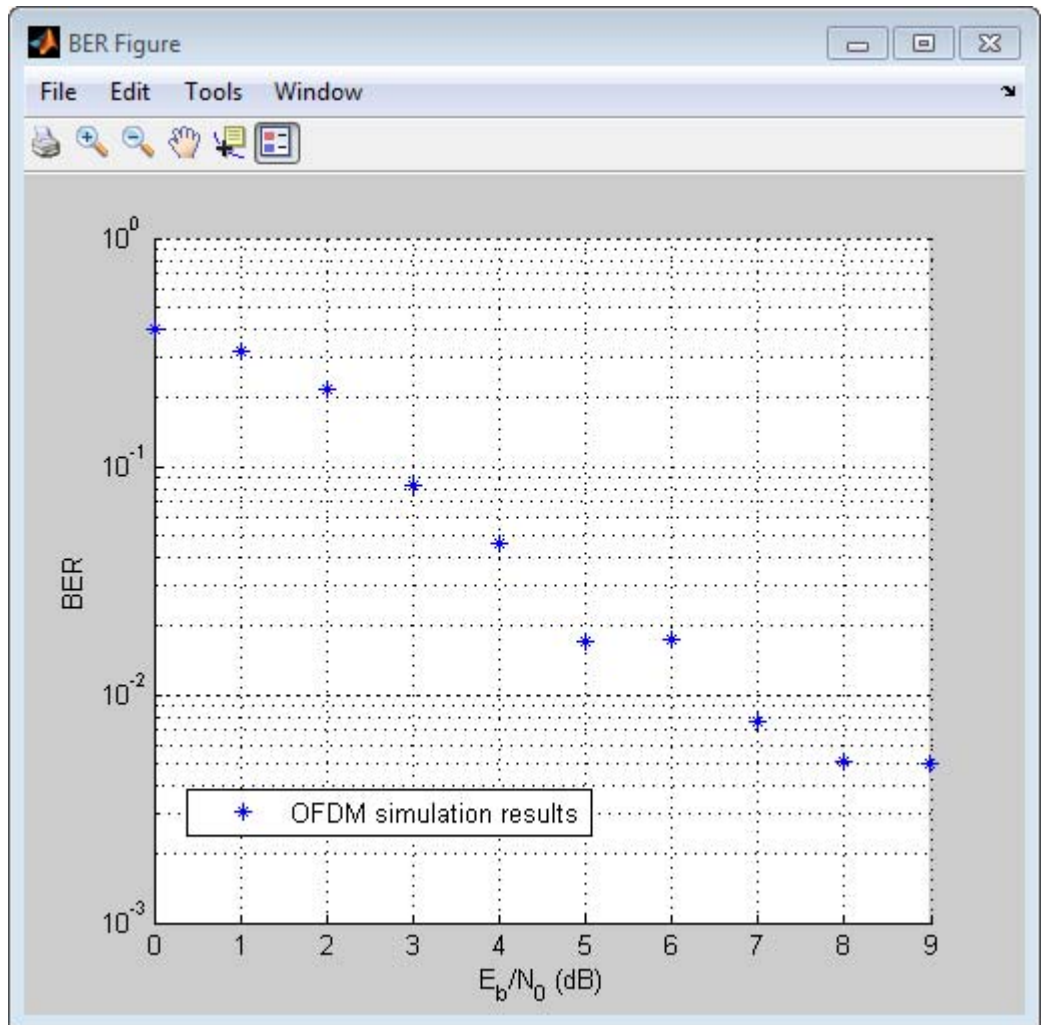 BER Figure
File Edit Tools Window
10^0
10^-1
10^-2
10^-3
BER
OFDM simulation results
0 1 2 3 4 5 6 7 8 9
E_b/N_0 (dB)